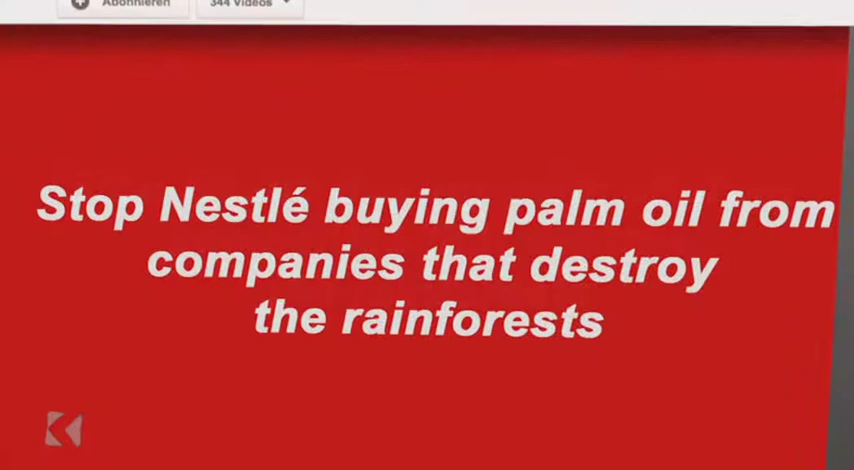 Abonnieren 344 Videos
Stop Nestlé buying palm oil from
companies that destroy
the rainforests